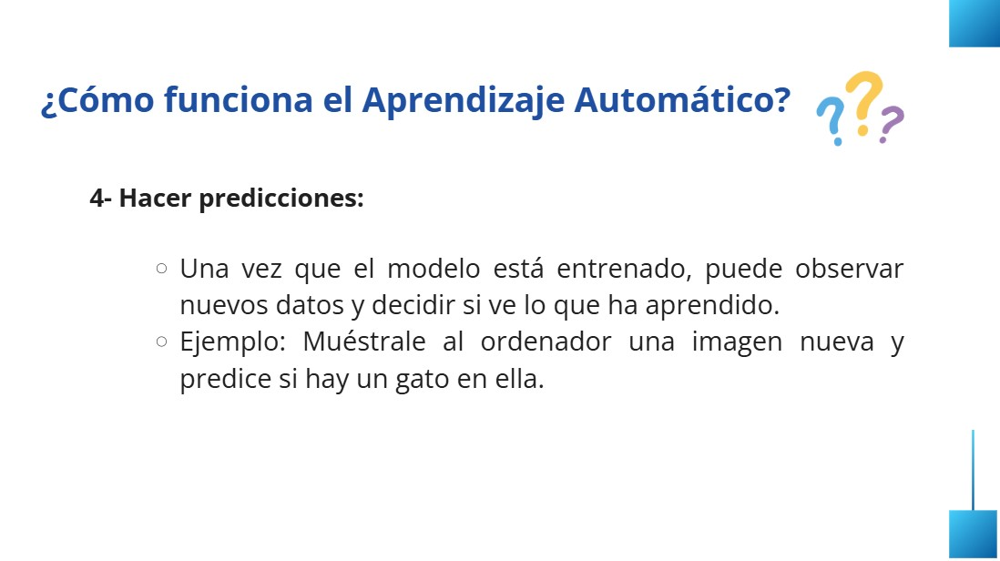 ¿Cómo funciona el Aprendizaje Automático?
4- Hacer predicciones:
Una vez que el modelo está entrenado, puede observar
nuevos datos y decidir si ve lo que ha aprendido.
Ejemplo: Muéstrale al ordenador una imagen nueva y
predice si hay un gato en ella.